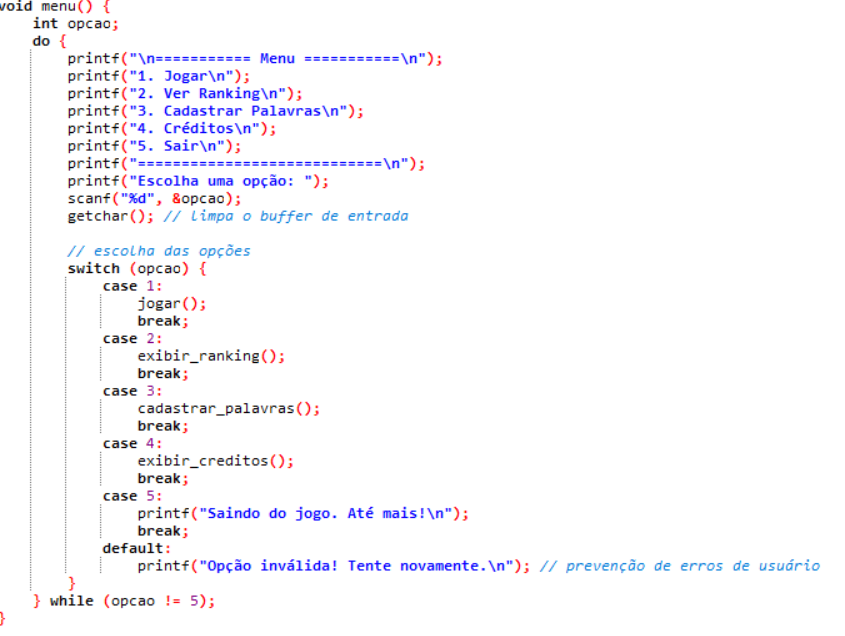 void menu() {
    int opcao;
    do {
        printf("\n=========== Menu ===========\n");
        printf("1. Jogar\n");
        printf("2. Ver Ranking\n");
        printf("3. Cadastrar Palavras\n");
        printf("4. Créditos\n");
        printf("5. Sair\n");
        printf("============================\n");
        printf("Escolha uma opção: ");
        scanf("%d", &opcao);
        getchar(); // limpa o buffer de entrada

        // escolha das opções
        switch (opcao) {
            case 1:
                jogar();
                break;
            case 2:
                exibir_ranking();
                break;
            case 3:
                cadastrar_palavras();
                break;
            case 4:
                exibir_creditos();
                break;
            case 5:
                printf("Saindo do jogo. Até mais!\n");
                break;
            default:
                printf("Opção inválida! Tente novamente.\n"); // prevenção de erros de usuário
        }
    } while (opcao != 5);
}